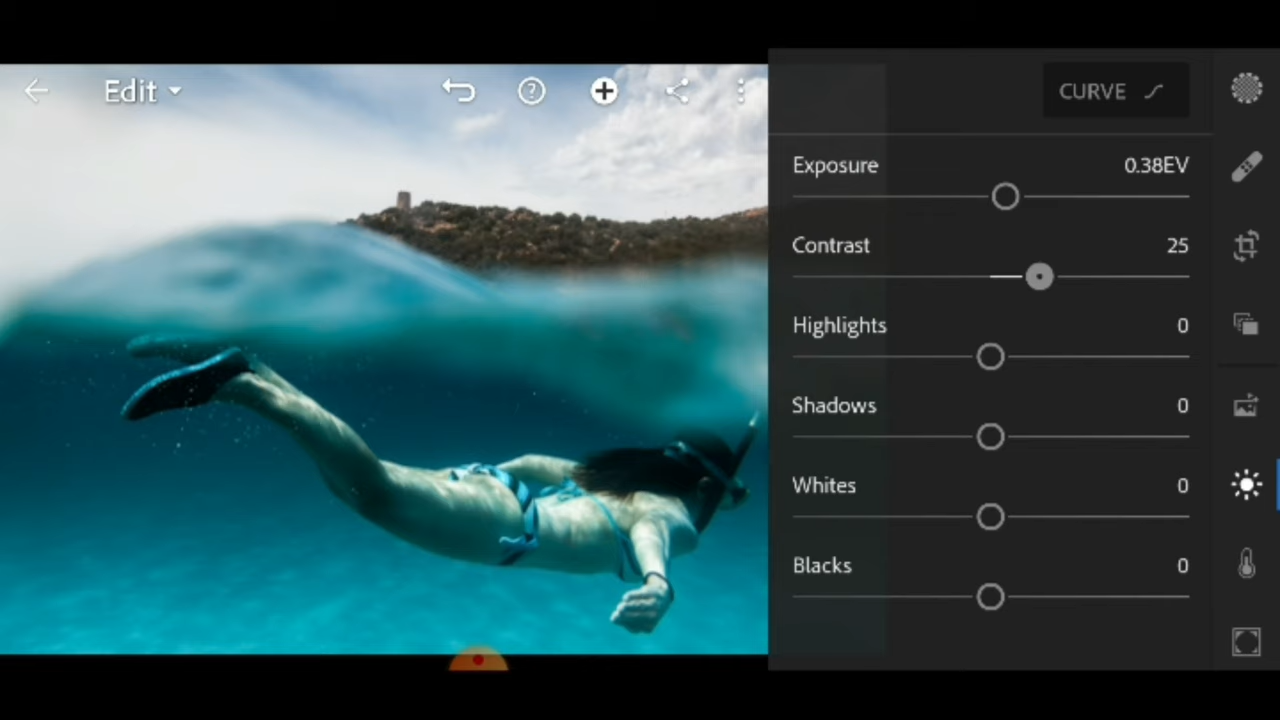 Edit
CURVE
Exposure 0.38EV
Contrast 25
Highlights 0
Shadows 0
Whites 0
Blacks 0